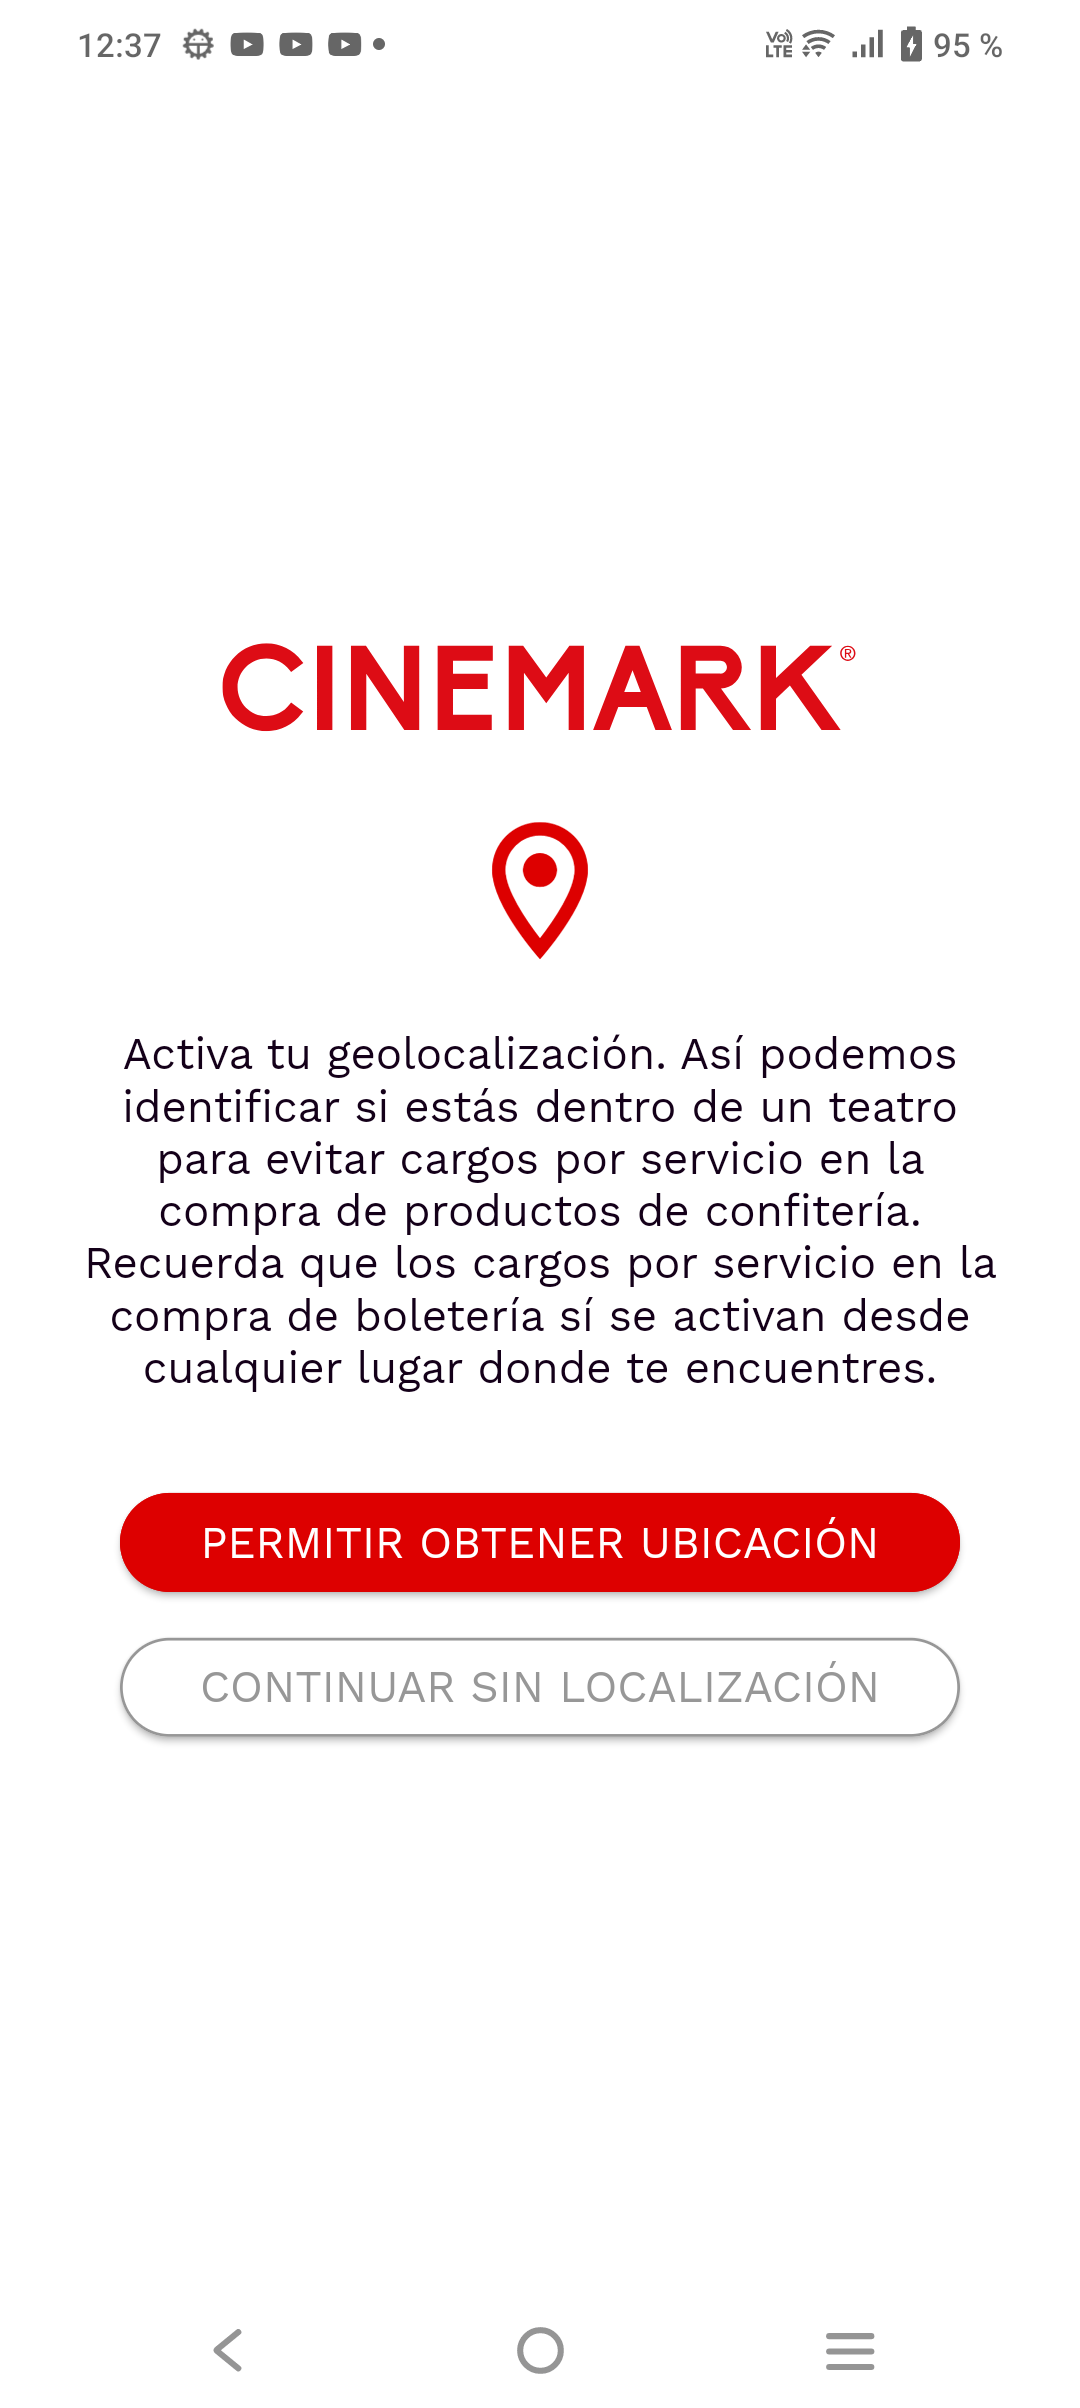 12:37
Vo LTE 95 %
CINEMARK®
Activa tu geolocalización. Así podemos
identificar si estás dentro de un teatro
para evitar cargos por servicio en la
compra de productos de confitería.
Recuerda que los cargos por servicio en la
compra de boletería sí se activan desde
cualquier lugar donde te encuentres.
PERMITIR OBTENER UBICACIÓN
CONTINUAR SIN LOCALIZACIÓN